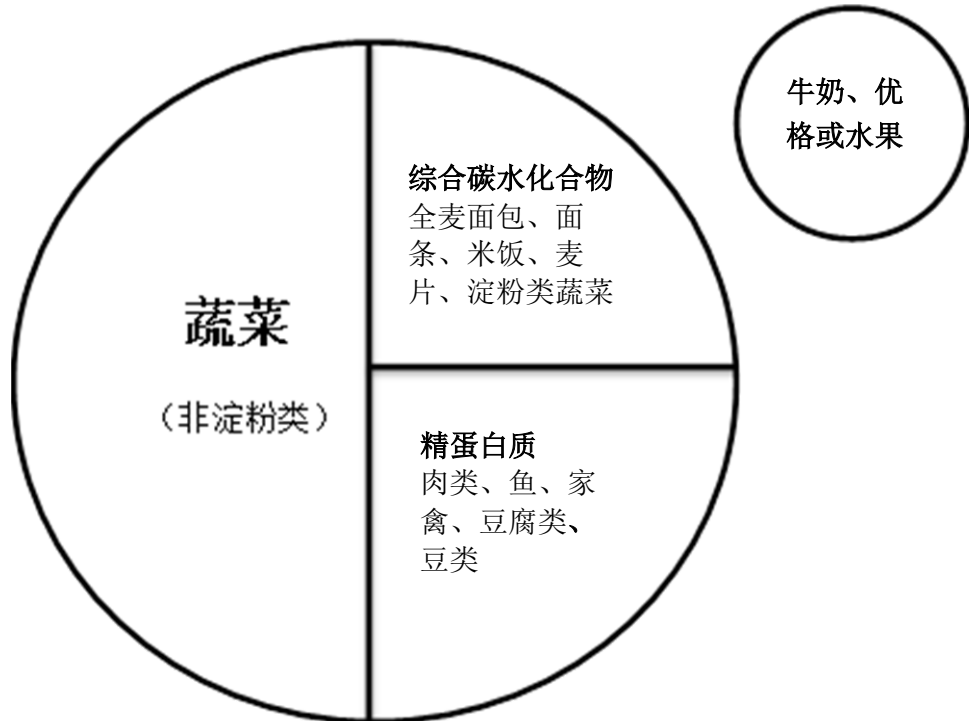 蔬菜
（非淀粉类）
综合碳水化合物
全麦面包、面
条、米饭、麦
片、淀粉类蔬菜
精蛋白质
肉类、鱼、家
禽、豆腐类、
豆类
牛奶、优
格或水果